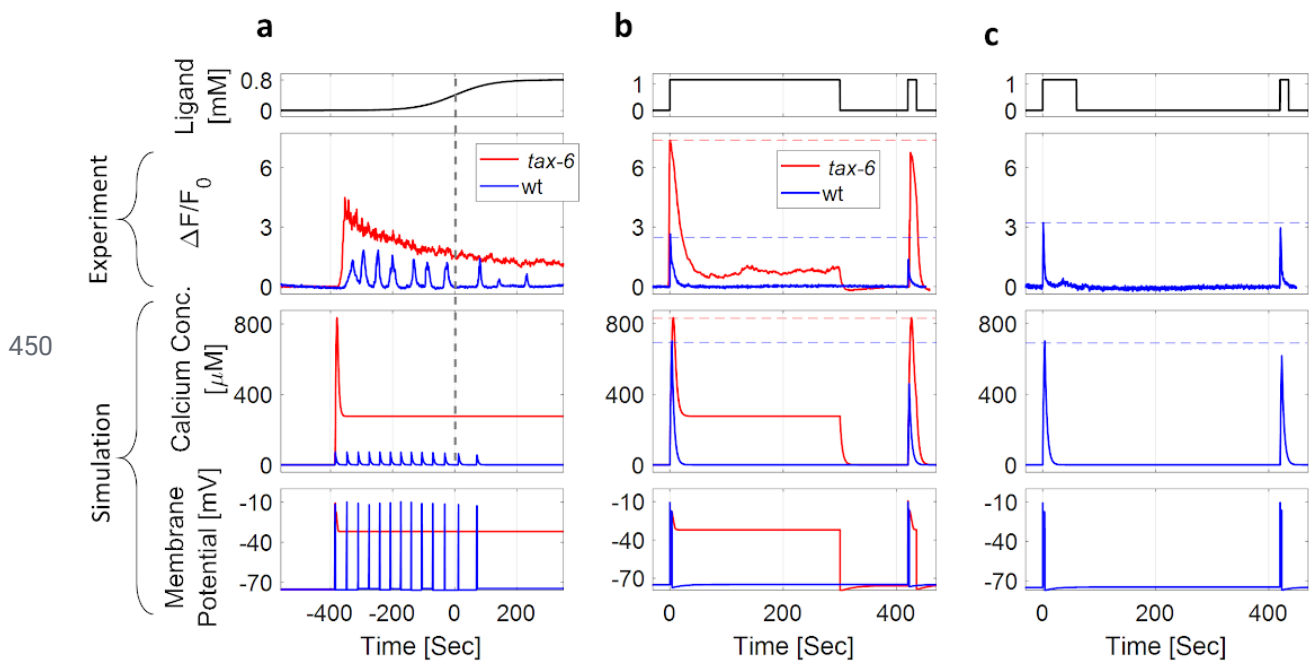 a
b
c
Ligand
[mM]
0.8
0
1
0
1
0
Experiment
ΔF/F0
6
3
0
tax-6
wt
6
3
0
tax-6
wt
6
3
0
450
Simulation
Calcium Conc.
[µM]
800
400
0
800
400
0
800
400
0
Membrane
Potential [mV]
-10
-40
-70
-10
-40
-70
-10
-40
-70
-400 -200 0 200
0 200 400
0 200 400
Time [Sec]
Time [Sec]
Time [Sec]